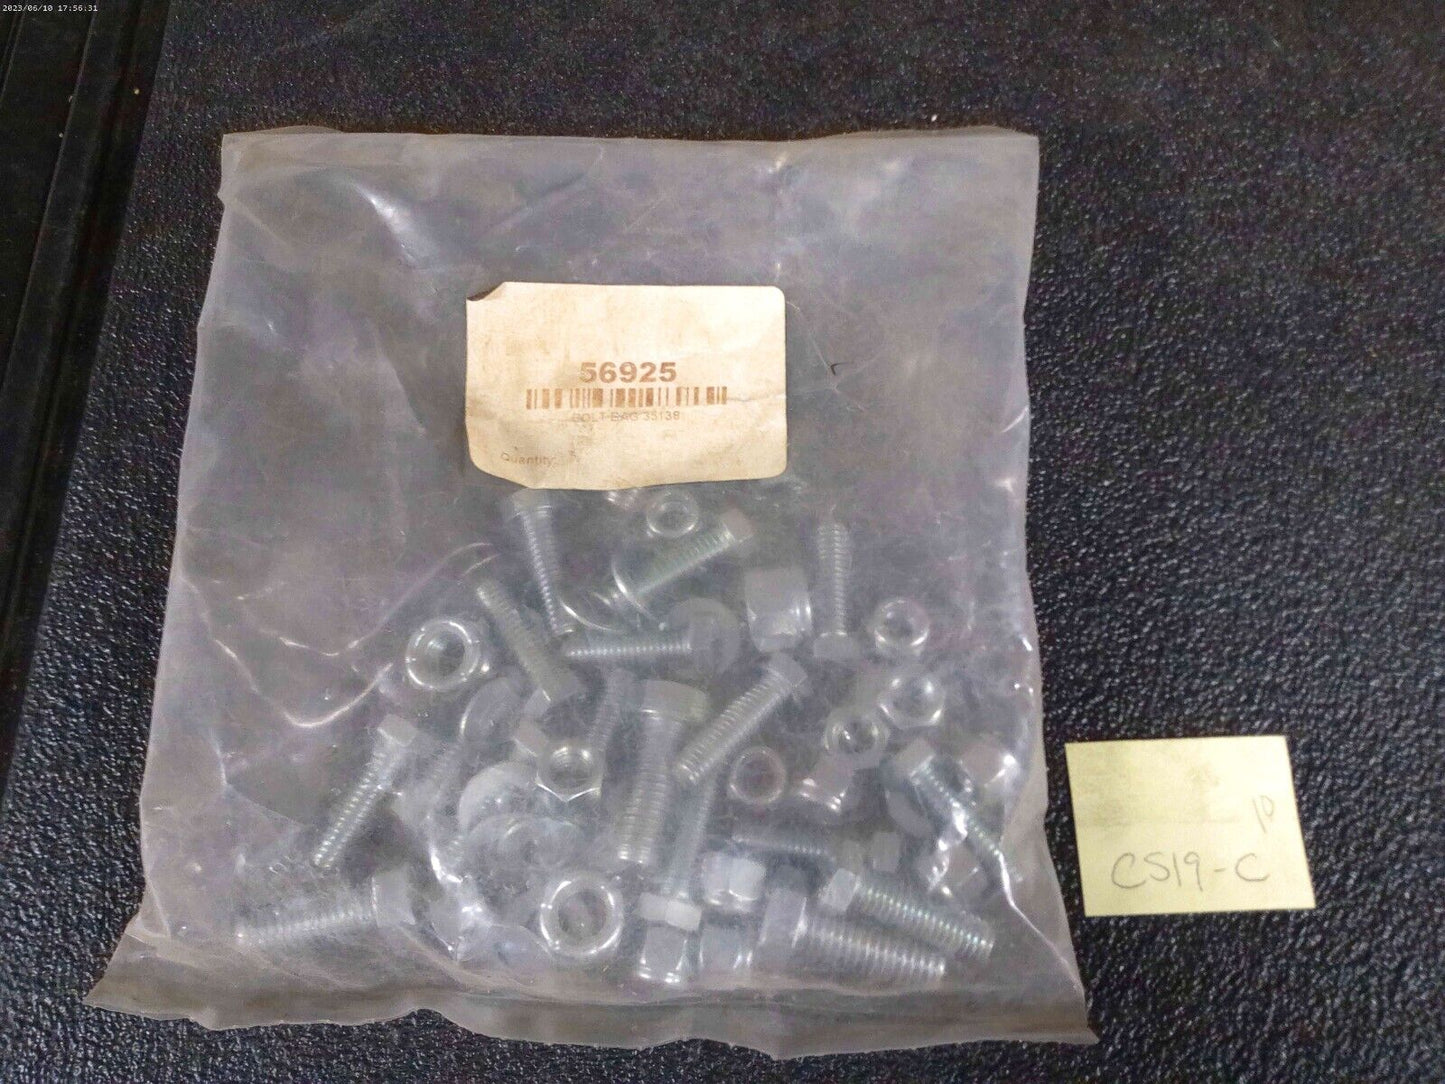 2023/06/10 17:56:31
56925
BOLT BAG 35138
Quantity:
10
CS19-C